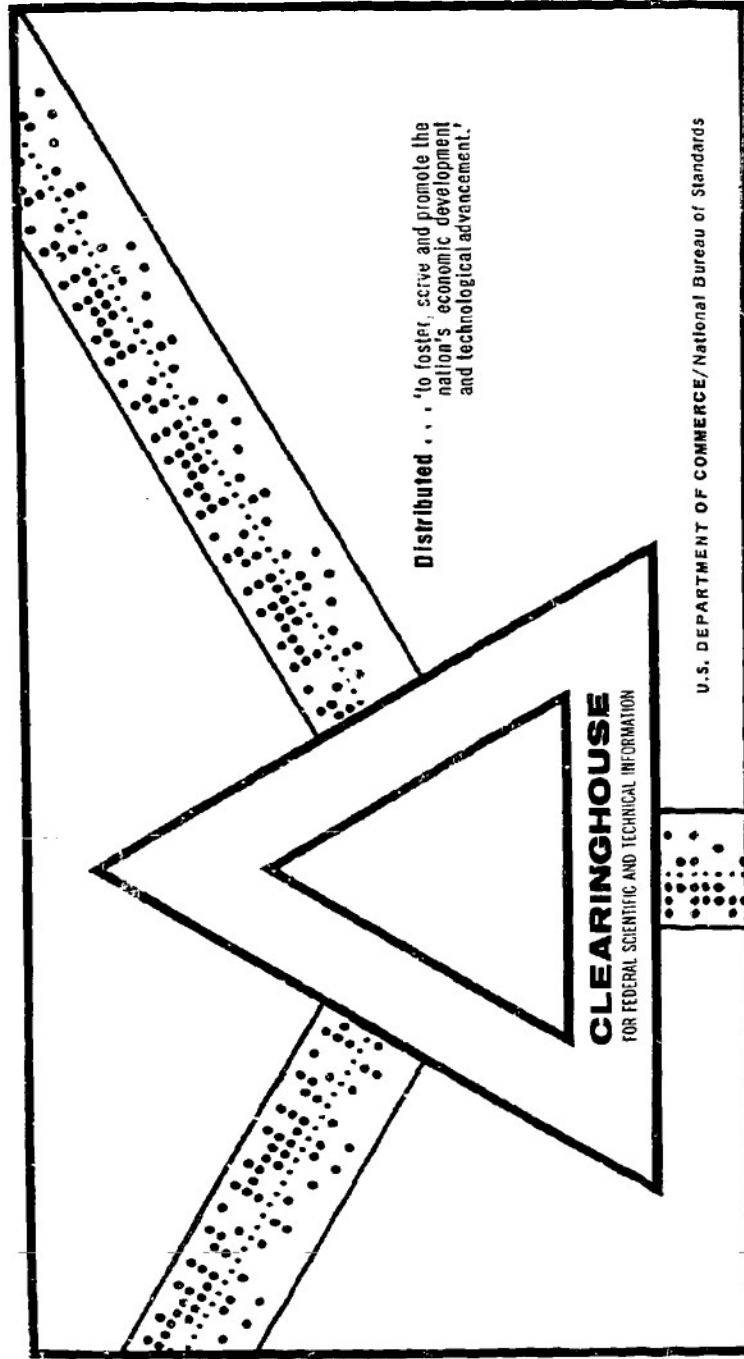 Distributed . . . 'to foster, serve and promote the
nation's economic development
and technological advancement.'
CLEARINGHOUSE
FOR FEDERAL SCIENTIFIC AND TECHNICAL INFORMATION
U.S. DEPARTMENT OF COMMERCE/National Bureau of Standards